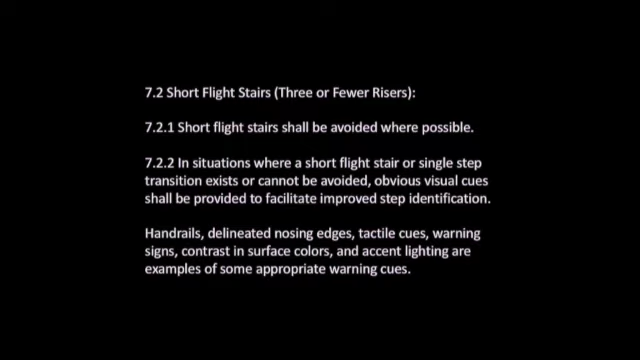 7.2 Short Flight Stairs (Three or Fewer Risers):
7.2.1 Short flight stairs shall be avoided where possible.
7.2.2 In situations where a short flight stair or single step
transition exists or cannot be avoided, obvious visual cues
shall be provided to facilitate improved step identification.
Handrails, delineated nosing edges, tactile cues, warning
signs, contrast in surface colors, and accent lighting are
examples of some appropriate warning cues.